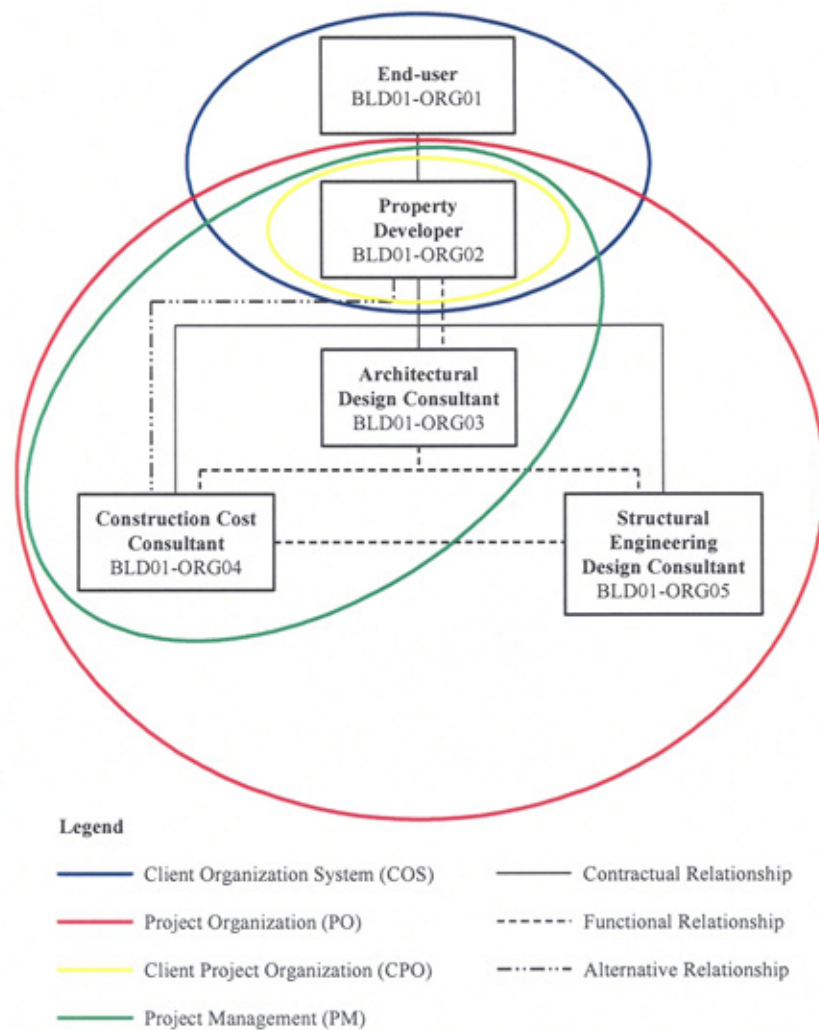 End-user
BLD01-ORG01
Property
Developer
BLD01-ORG02
Architectural
Design Consultant
BLD01-ORG03
Construction Cost
Consultant
BLD01-ORG04
Structural
Engineering
Design Consultant
BLD01-ORG05
Legend
Client Organization System (COS)
Contractual Relationship
Project Organization (PO)
Functional Relationship
Client Project Organization (CPO)
Alternative Relationship
Project Management (PM)